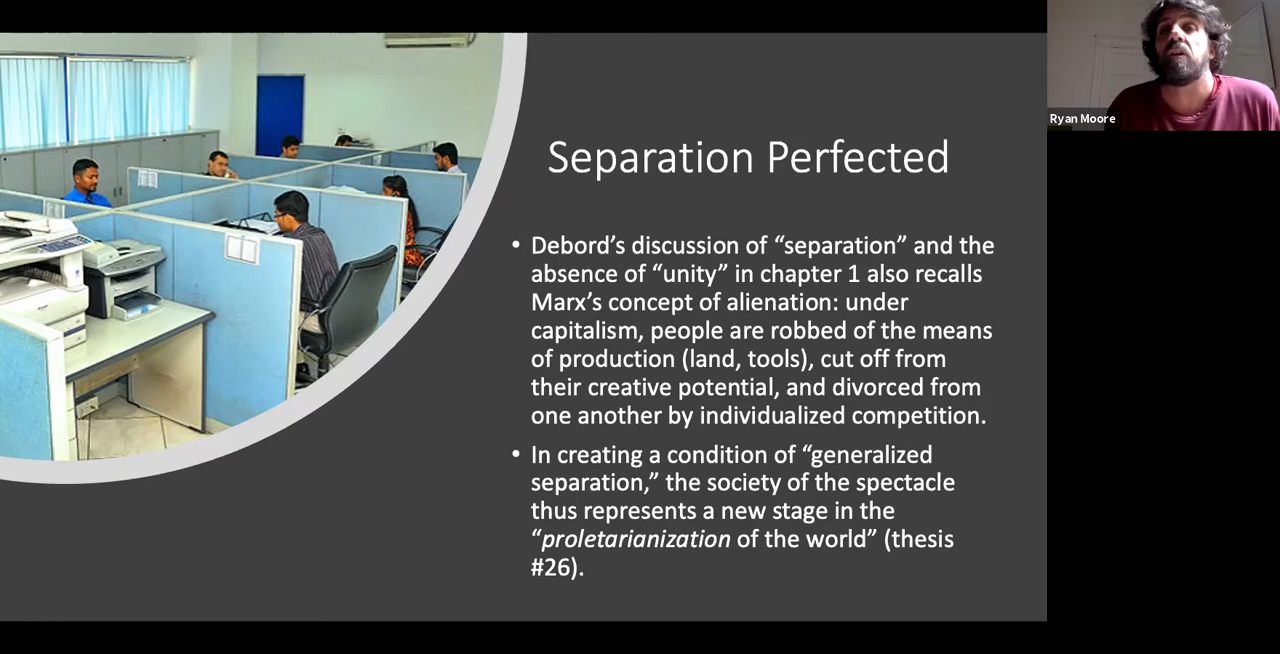 Ryan Moore
Separation Perfected
• Debord’s discussion of “separation” and the
absence of “unity” in chapter 1 also recalls
Marx’s concept of alienation: under
capitalism, people are robbed of the means
of production (land, tools), cut off from
their creative potential, and divorced from
one another by individualized competition.
• In creating a condition of “generalized
separation,” the society of the spectacle
thus represents a new stage in the
“proletarianization of the world” (thesis
#26).